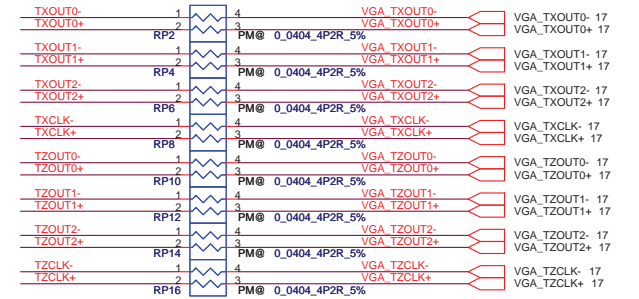 TXOUT0- 1 4 VGA_TXOUT0- VGA_TXOUT0- 17
TXOUT0+ 2 3 VGA_TXOUT0+ VGA_TXOUT0+ 17
RP2 PM@ 0_0404_4P2R_5%
TXOUT1- 1 4 VGA_TXOUT1- VGA_TXOUT1- 17
TXOUT1+ 2 3 VGA_TXOUT1+ VGA_TXOUT1+ 17
RP4 PM@ 0_0404_4P2R_5%
TXOUT2- 1 4 VGA_TXOUT2- VGA_TXOUT2- 17
TXOUT2+ 2 3 VGA_TXOUT2+ VGA_TXOUT2+ 17
RP6 PM@ 0_0404_4P2R_5%
TXCLK- 1 4 VGA_TXCLK- VGA_TXCLK- 17
TXCLK+ 2 3 VGA_TXCLK+ VGA_TXCLK+ 17
RP8 PM@ 0_0404_4P2R_5%
TZOUT0- 1 4 VGA_TZOUT0- VGA_TZOUT0- 17
TZOUT0+ 2 3 VGA_TZOUT0+ VGA_TZOUT0+ 17
RP10 PM@ 0_0404_4P2R_5%
TZOUT1- 1 4 VGA_TZOUT1- VGA_TZOUT1- 17
TZOUT1+ 2 3 VGA_TZOUT1+ VGA_TZOUT1+ 17
RP12 PM@ 0_0404_4P2R_5%
TZOUT2- 1 4 VGA_TZOUT2- VGA_TZOUT2- 17
TZOUT2+ 2 3 VGA_TZOUT2+ VGA_TZOUT2+ 17
RP14 PM@ 0_0404_4P2R_5%
TZCLK- 1 4 VGA_TZCLK- VGA_TZCLK- 17
TZCLK+ 2 3 VGA_TZCLK+ VGA_TZCLK+ 17
RP16 PM@ 0_0404_4P2R_5%